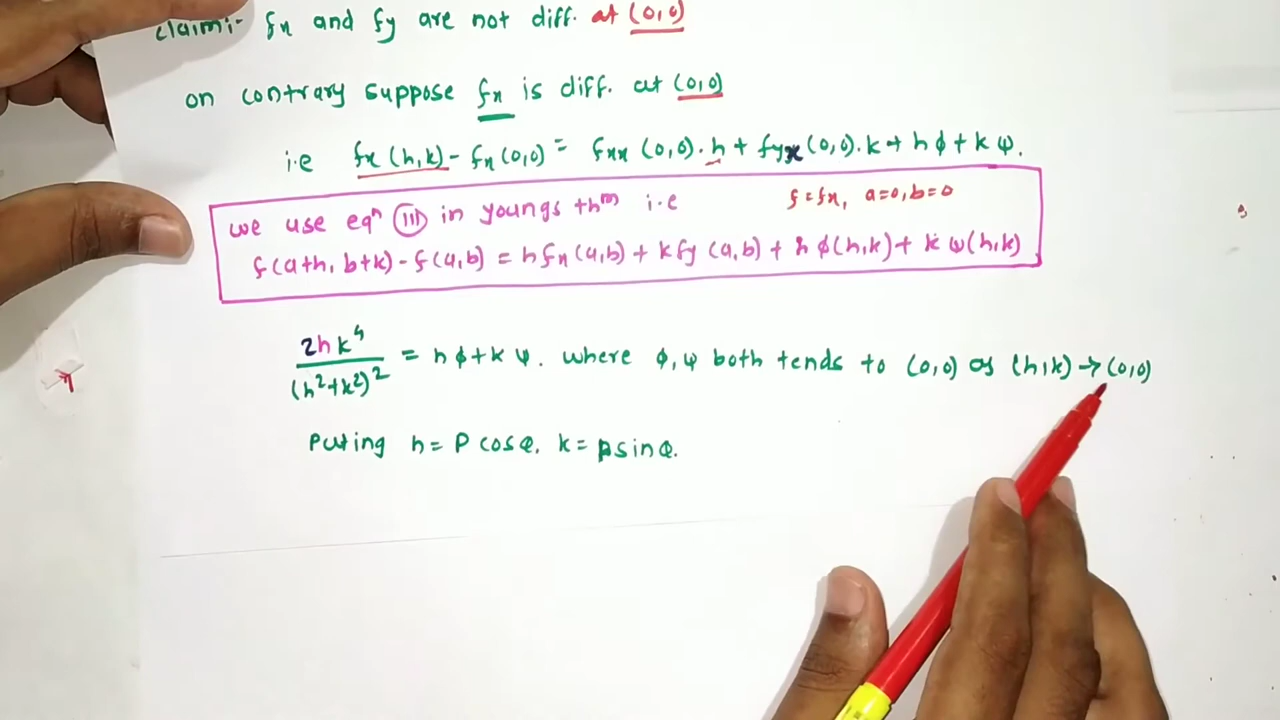 claim:- fx and fy are not diff. at (0,0)
on contrary suppose fx is diff. at (0,0)
i.e fx(h,k) - fx(0,0) = fxx(0,0).h + fyx(0,0).k + hϕ + kψ.
we use eqⁿ (III) in youngs thᵐ i.e f = fx, a=0, b=0
f(a+h, b+k) - f(a,b) = h fx(a,b) + k fy(a,b) + h ϕ(h,k) + k ψ(h,k)
2hk⁴/(h²+k²)² = hϕ + kψ. where ϕ,ψ both tends to (0,0) as (h,k) → (0,0)
puting h = ρ cosθ, k = ρ sinθ.